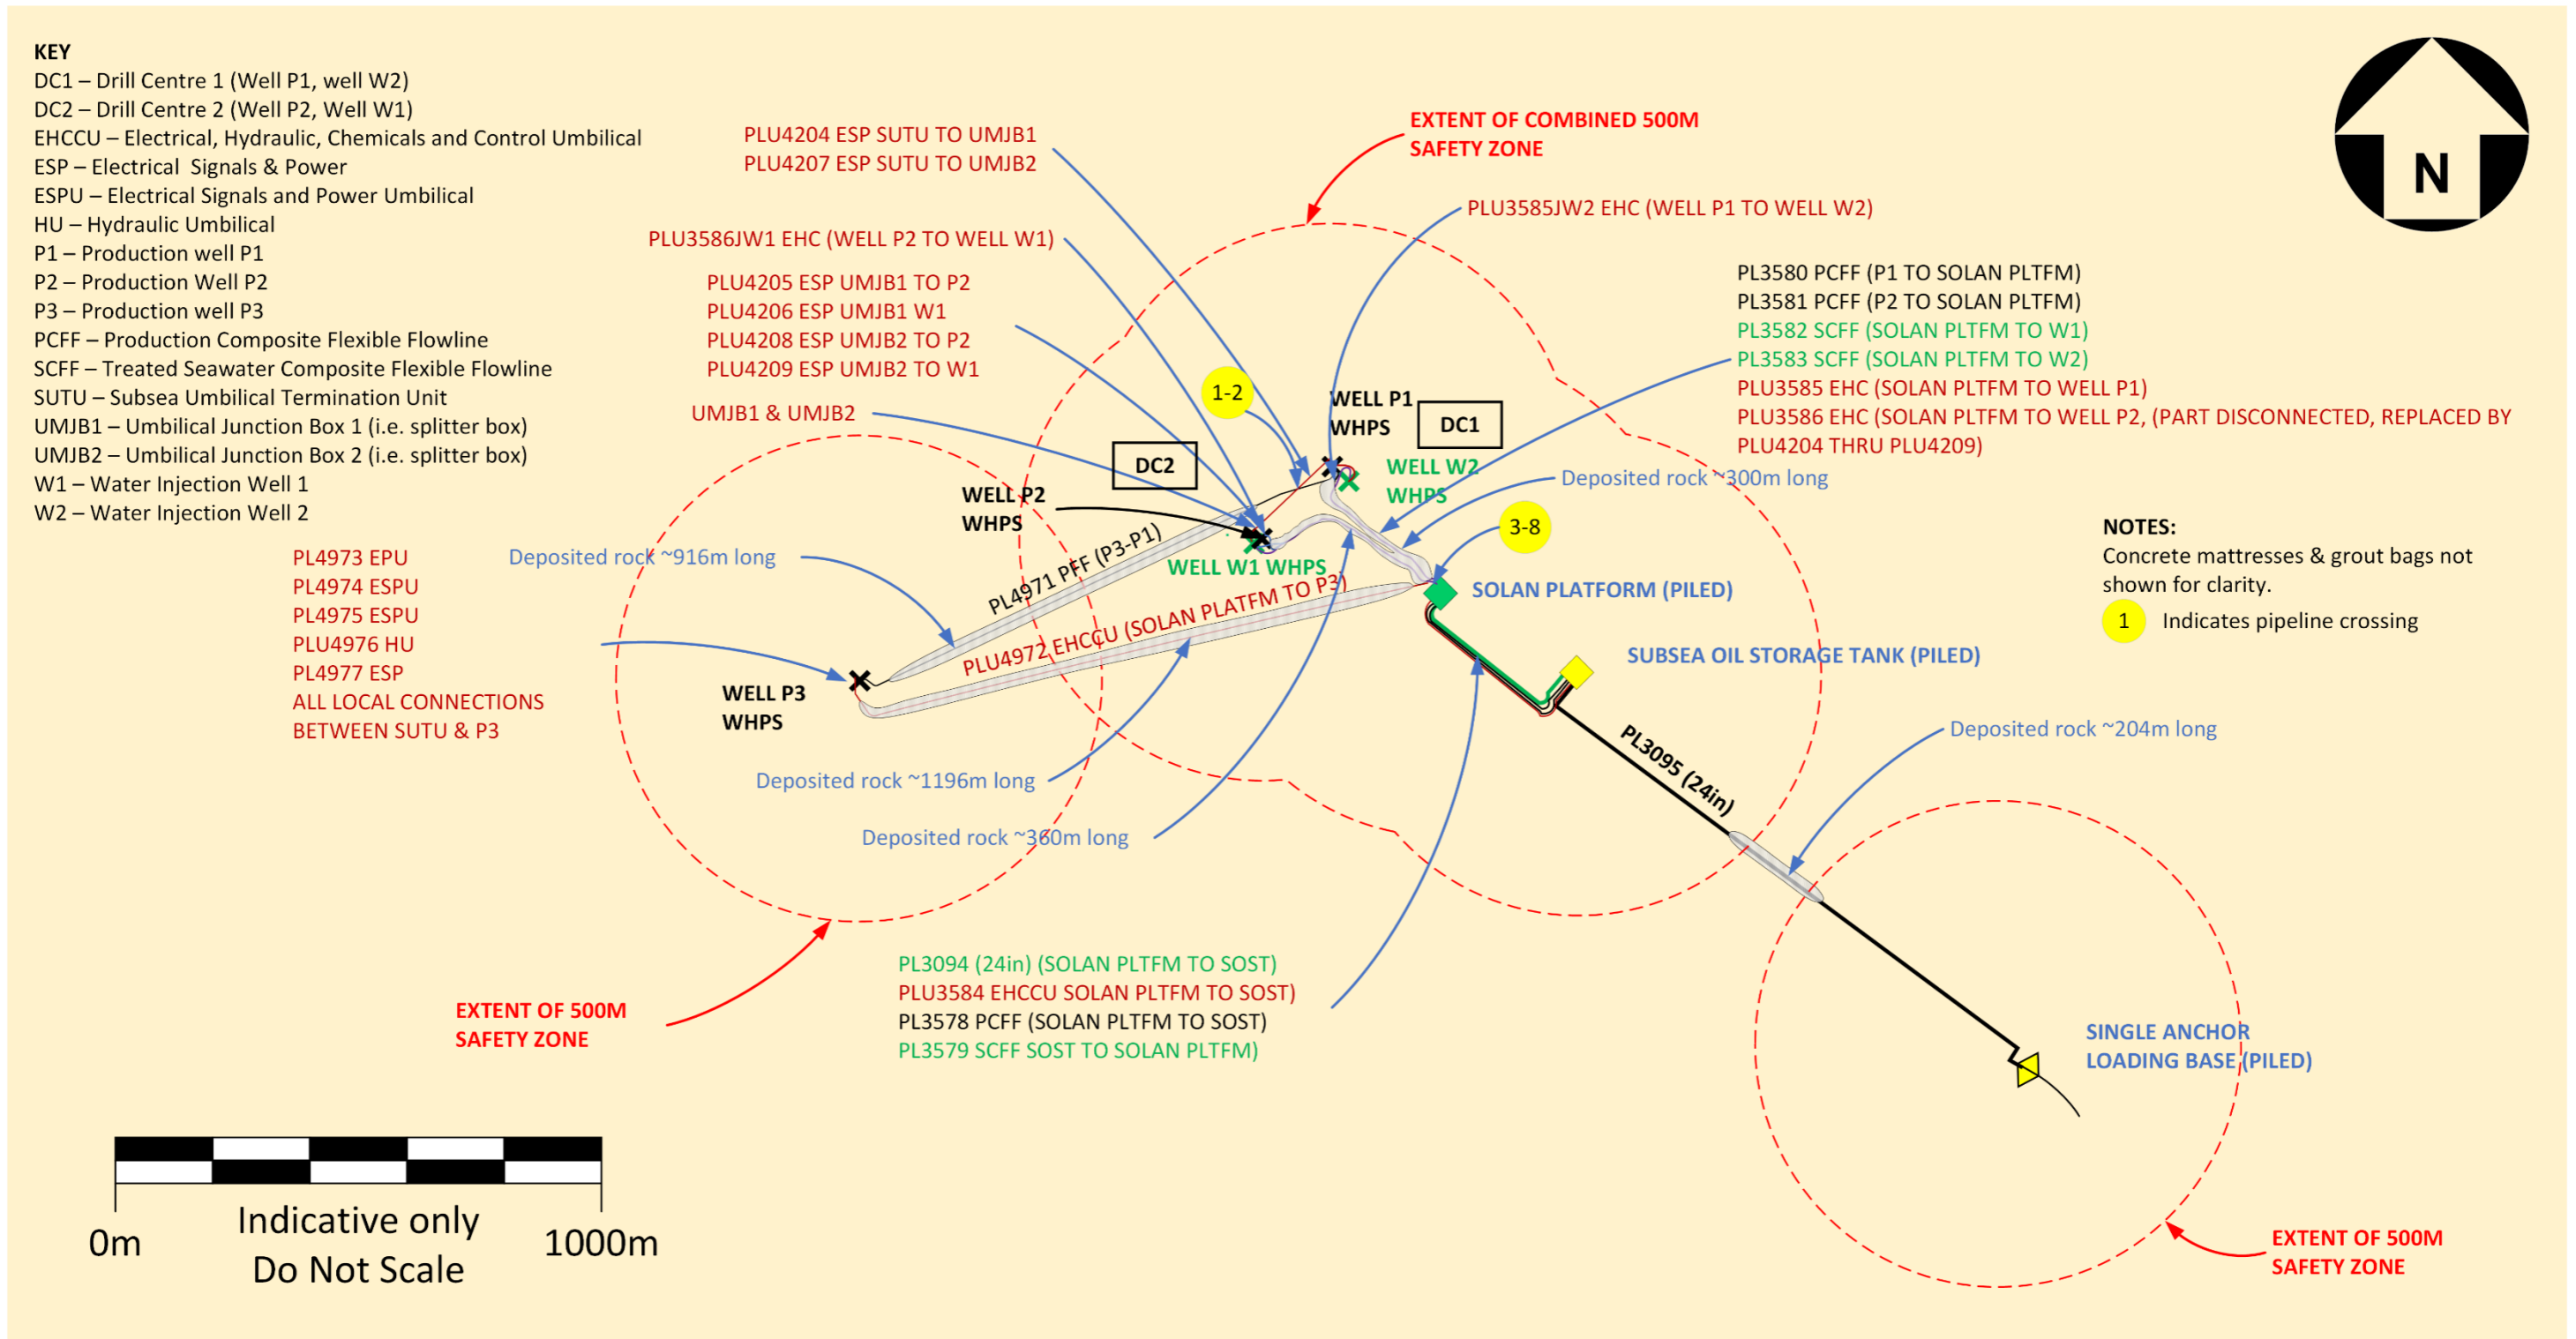 KEY
DC1 – Drill Centre 1 (Well P1, well W2)
DC2 – Drill Centre 2 (Well P2, Well W1)
EHCCU – Electrical, Hydraulic, Chemicals and Control Umbilical
ESP – Electrical Signals & Power
ESPU – Electrical Signals and Power Umbilical
HU – Hydraulic Umbilical
P1 – Production well P1
P2 – Production Well P2
P3 – Production well P3
PCFF – Production Composite Flexible Flowline
SCFF – Treated Seawater Composite Flexible Flowline
SUTU – Subsea Umbilical Termination Unit
UMJB1 – Umbilical Junction Box 1 (i.e. splitter box)
UMJB2 – Umbilical Junction Box 2 (i.e. splitter box)
W1 – Water Injection Well 1
W2 – Water Injection Well 2
PLU4204 ESP SUTU TO UMJB1
PLU4207 ESP SUTU TO UMJB2
PLU3586JW1 EHC (WELL P2 TO WELL W1)
PLU4205 ESP UMJB1 TO P2
PLU4206 ESP UMJB1 W1
PLU4208 ESP UMJB2 TO P2
PLU4209 ESP UMJB2 TO W1
UMJB1 & UMJB2
EXTENT OF COMBINED 500M
SAFETY ZONE
PLU3585JW2 EHC (WELL P1 TO WELL W2)
N
PL3580 PCFF (P1 TO SOLAN PLTFM)
PL3581 PCFF (P2 TO SOLAN PLTFM)
PL3582 SCFF (SOLAN PLTFM TO W1)
PL3583 SCFF (SOLAN PLTFM TO W2)
PLU3585 EHC (SOLAN PLTFM TO WELL P1)
PLU3586 EHC (SOLAN PLTFM TO WELL P2, (PART DISCONNECTED, REPLACED BY
PLU4204 THRU PLU4209)
1-2
WELL P1
WHPS
DC1
DC2
WELL W2
WHPS
Deposited rock ~300m long
WELL P2
WHPS
3-8
NOTES:
Concrete mattresses & grout bags not
shown for clarity.
1
Indicates pipeline crossing
PL4973 EPU
PL4974 ESPU
PL4975 ESPU
PLU4976 HU
PL4977 ESP
ALL LOCAL CONNECTIONS
BETWEEN SUTU & P3
Deposited rock ~916m long
PL4971 PFF (P3-P1)
WELL W1 WHPS
PLU4972 EHCCU (SOLAN PLATFM TO P3)
SOLAN PLATFORM (PILED)
SUBSEA OIL STORAGE TANK (PILED)
WELL P3
WHPS
PL3095 (24in)
Deposited rock ~204m long
Deposited rock ~1196m long
Deposited rock ~360m long
PL3094 (24in) (SOLAN PLTFM TO SOST)
PLU3584 EHCCU SOLAN PLTFM TO SOST)
PL3578 PCFF (SOLAN PLTFM TO SOST)
PL3579 SCFF SOST TO SOLAN PLTFM)
EXTENT OF 500M
SAFETY ZONE
SINGLE ANCHOR
LOADING BASE (PILED)
0m
Indicative only
Do Not Scale
1000m
EXTENT OF 500M
SAFETY ZONE